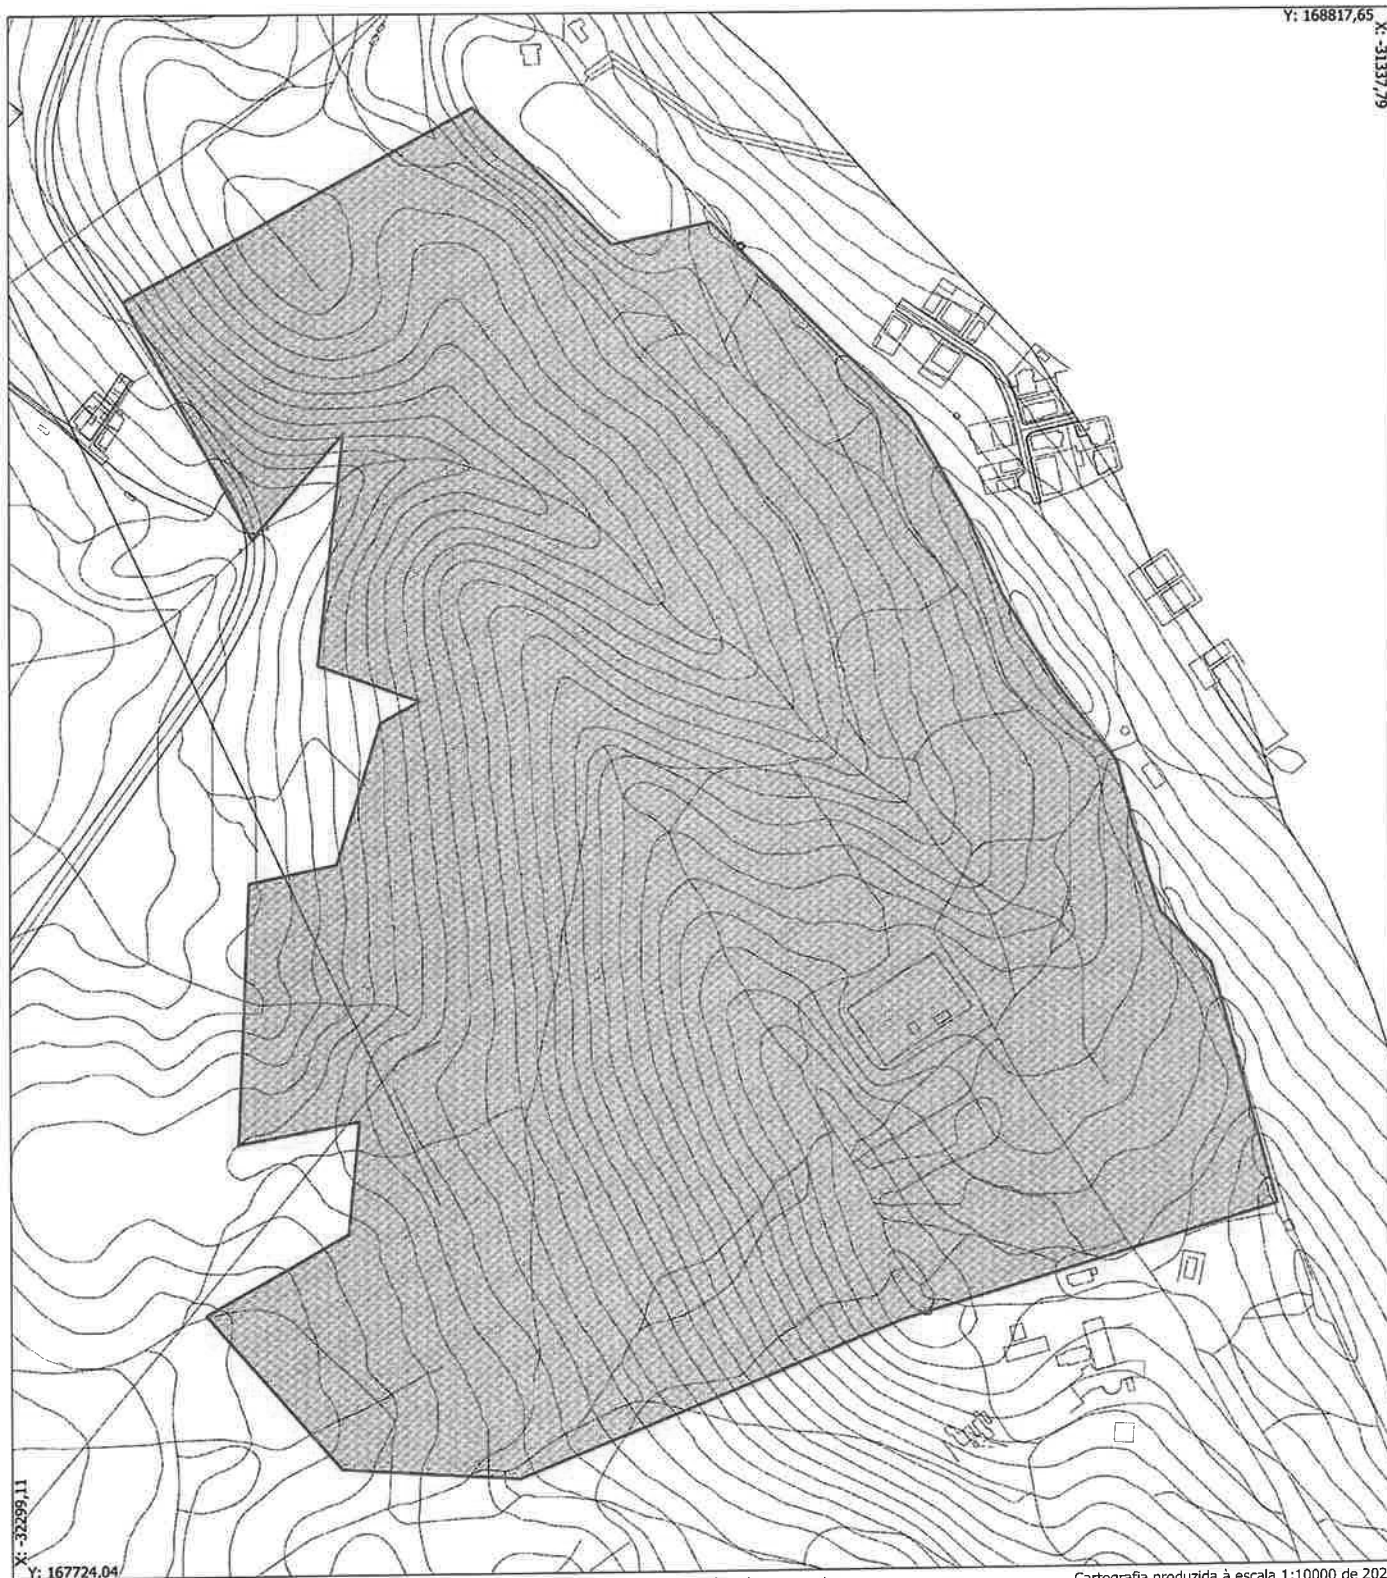 Y: 168817,65
X: -31337,79
X: -32299,11
Y: 167724,04
Cartografia produzida à escala 1:10000 de 202